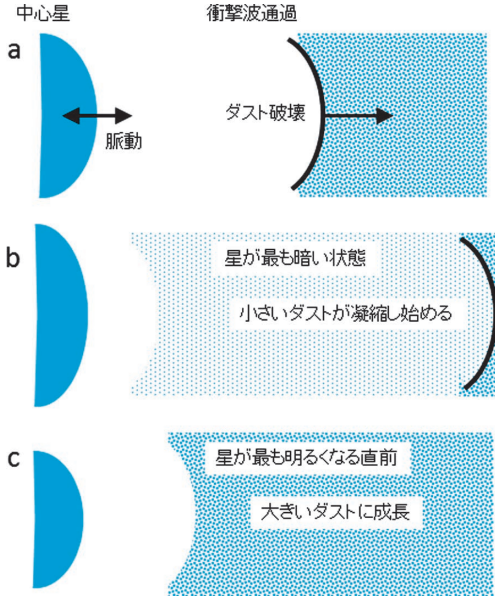 中心星
衝撃波通過
a
ダスト破壊
脈動
b
星が最も暗い状態
小さいダストが凝縮し始める
c
星が最も明るくなる直前
大きいダストに成長